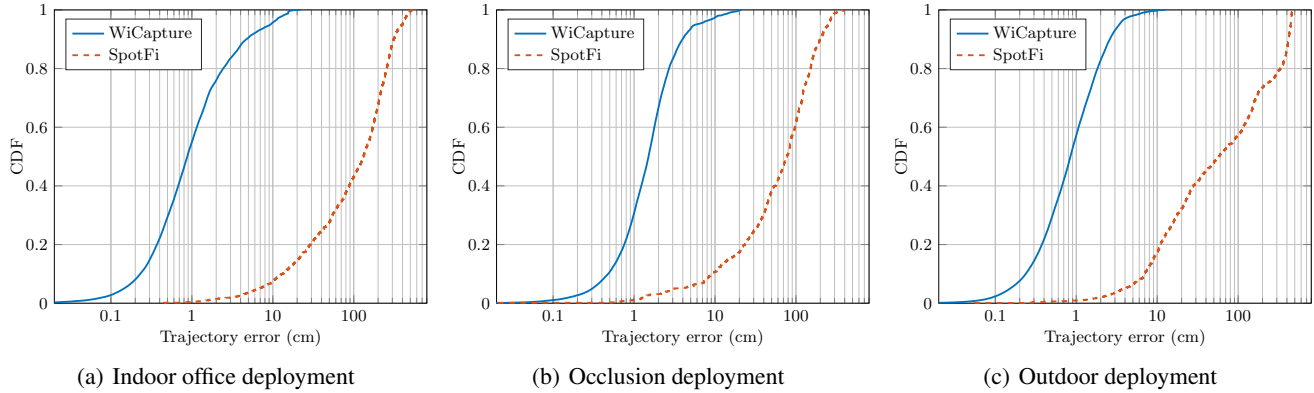 1
0.8
0.6
0.4
0.2
0
CDF
WiCapture
SpotFi
0.1
1
10
100
Trajectory error (cm)
(a) Indoor office deployment
1
0.8
0.6
0.4
0.2
0
CDF
WiCapture
SpotFi
0.1
1
10
100
Trajectory error (cm)
(b) Occlusion deployment
1
0.8
0.6
0.4
0.2
0
CDF
WiCapture
SpotFi
0.1
1
10
100
Trajectory error (cm)
(c) Outdoor deployment